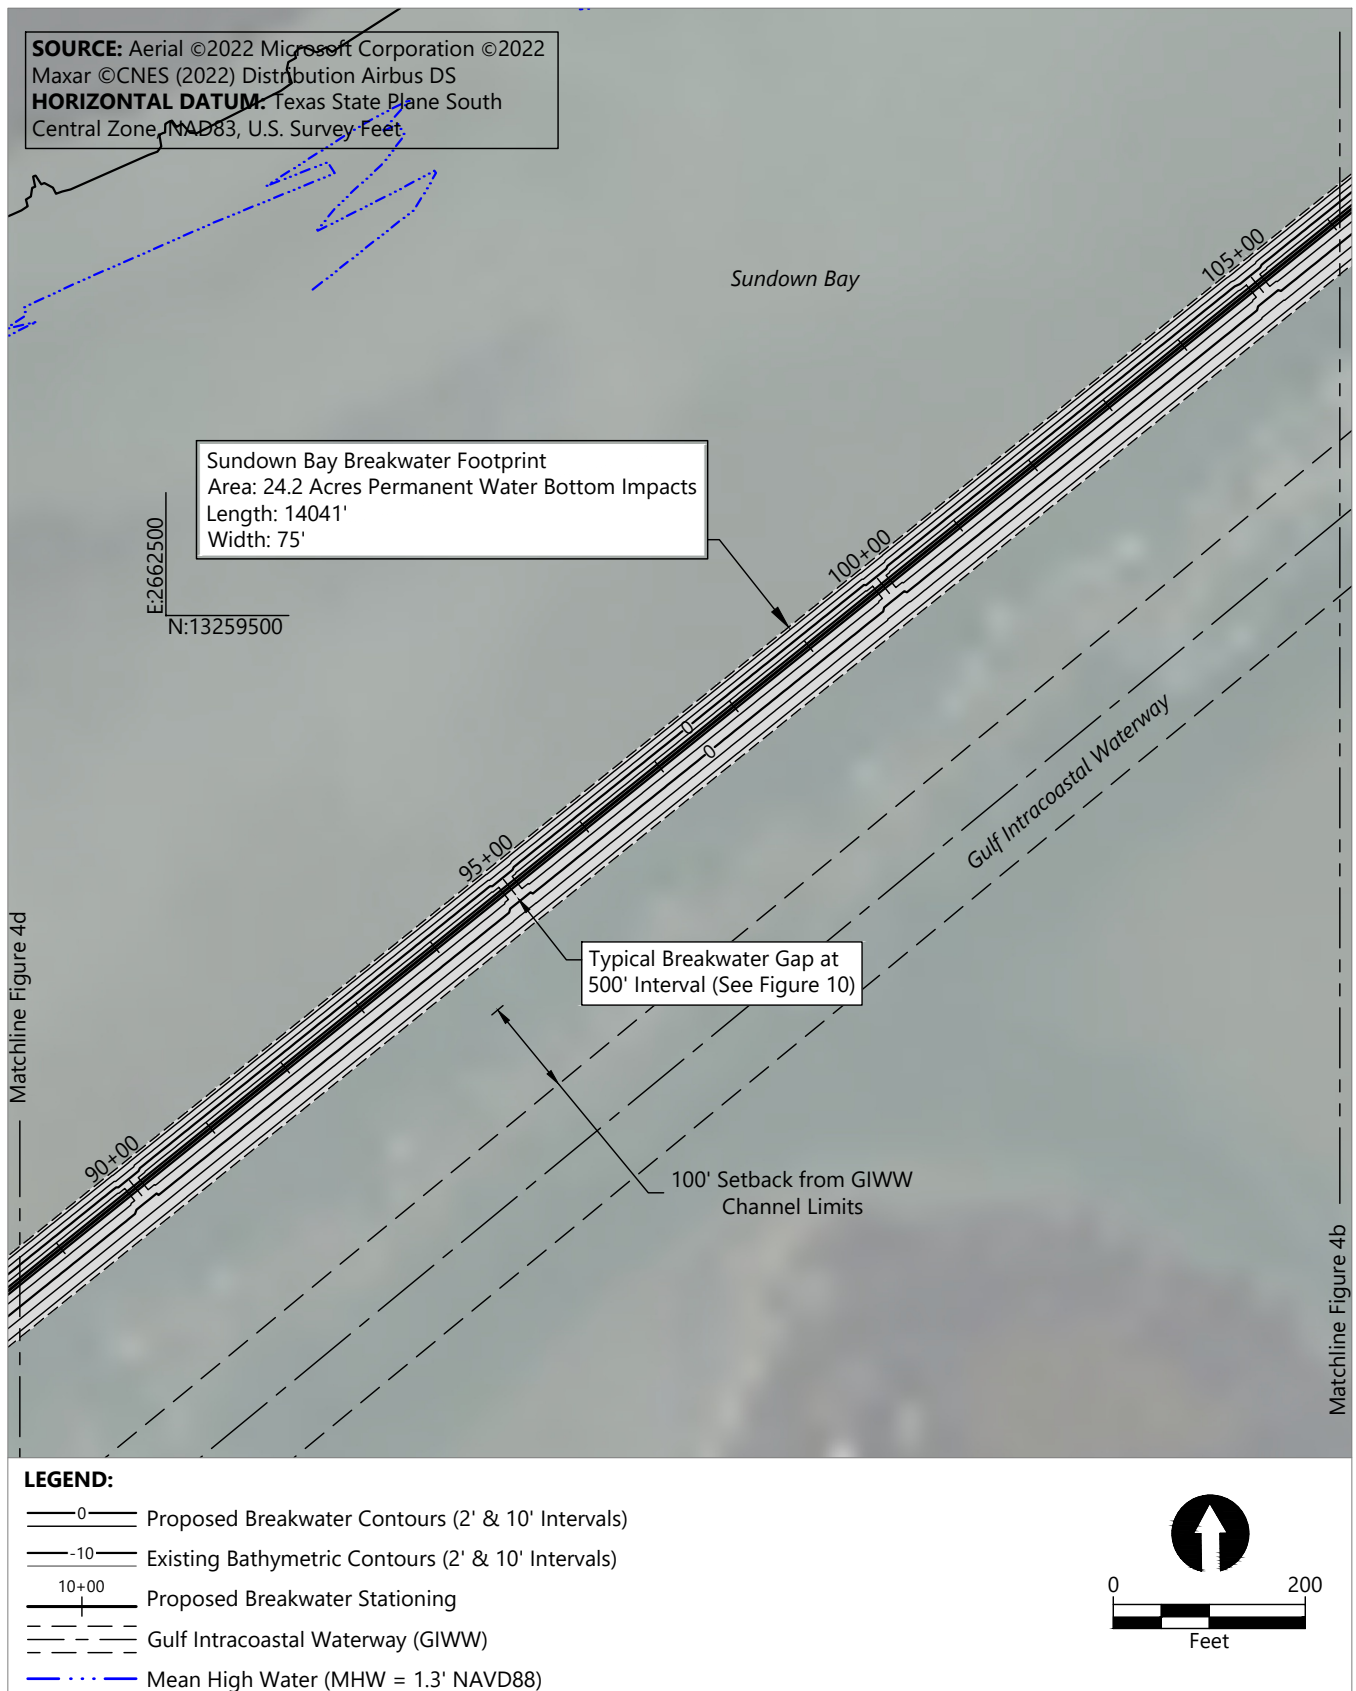 SOURCE: Aerial ©2022 Microsoft Corporation ©2022
Maxar ©CNES (2022) Distribution Airbus DS
HORIZONTAL DATUM: Texas State Plane South
Central Zone, NAD83, U.S. Survey Feet
Sundown Bay
105+00
Sundown Bay Breakwater Footprint
Area: 24.2 Acres Permanent Water Bottom Impacts
Length: 14041'
Width: 75'
E:2662500
N:13259500
100+00
0
0
Gulf Intracoastal Waterway
95+00
Typical Breakwater Gap at
500' Interval (See Figure 10)
Matchline Figure 4d
90+00
100' Setback from GIWW
Channel Limits
Matchline Figure 4b
LEGEND:
0
Proposed Breakwater Contours (2' & 10' Intervals)
-10
Existing Bathymetric Contours (2' & 10' Intervals)
10+00
Proposed Breakwater Stationing
Gulf Intracoastal Waterway (GIWW)
Mean High Water (MHW = 1.3' NAVD88)
0 200
Feet